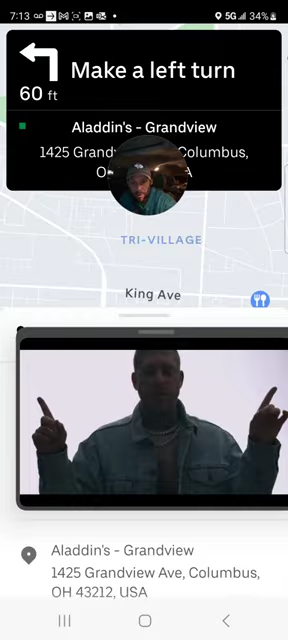 7:13
5G 34%
Make a left turn
60 ft
Aladdin's - Grandview
1425 Grand Columbus,
TRI-VILLAGE
King Ave
Aladdin's - Grandview
1425 Grandview Ave, Columbus,
OH 43212, USA